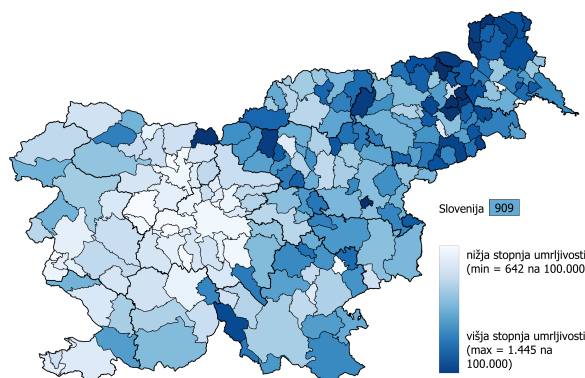 Slovenija 909
nižja stopnja umrljivosti
(min = 642 na 100.000
višja stopnja umrljivosti
(max = 1.445 na
100.000)